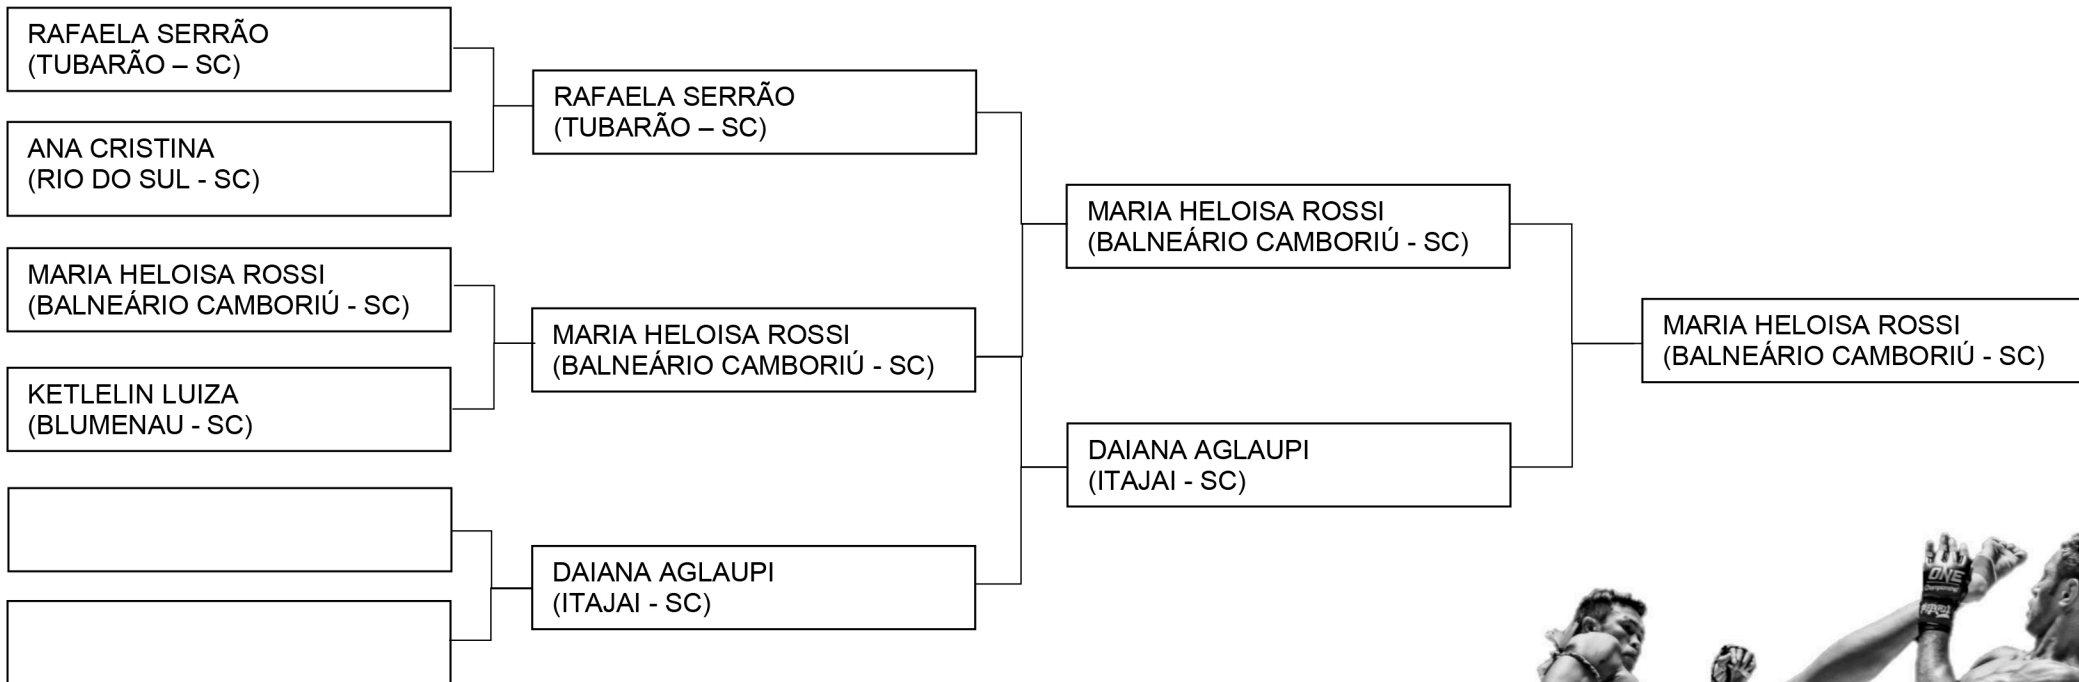 RAFAELA SERRÃO
(TUBARÃO – SC)
ANA CRISTINA
(RIO DO SUL - SC)
MARIA HELOISA ROSSI
(BALNEÁRIO CAMBORIÚ - SC)
KETLELIN LUIZA
(BLUMENAU - SC)
RAFAELA SERRÃO
(TUBARÃO – SC)
MARIA HELOISA ROSSI
(BALNEÁRIO CAMBORIÚ - SC)
DAIANA AGLAUPI
(ITAJAI - SC)
MARIA HELOISA ROSSI
(BALNEÁRIO CAMBORIÚ - SC)
DAIANA AGLAUPI
(ITAJAI - SC)
MARIA HELOISA ROSSI
(BALNEÁRIO CAMBORIÚ - SC)
ONE